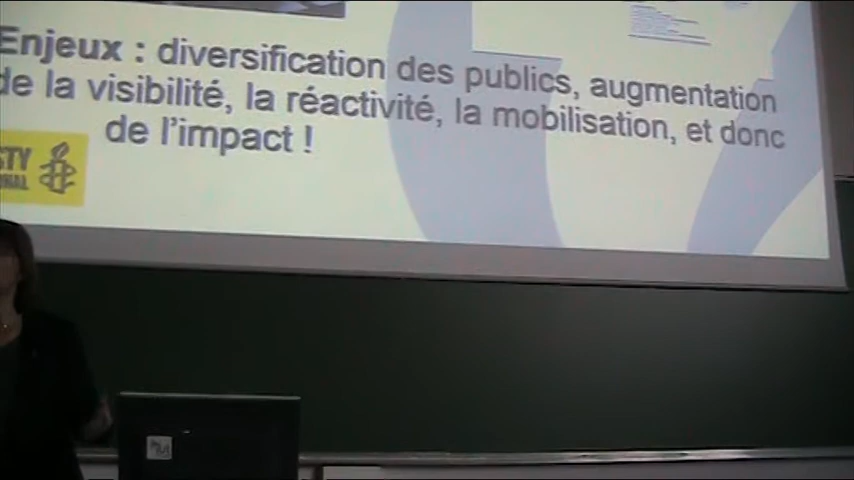 Enjeux : diversification des publics, augmentation
de la visibilité, la réactivité, la mobilisation, et donc
de l'impact !